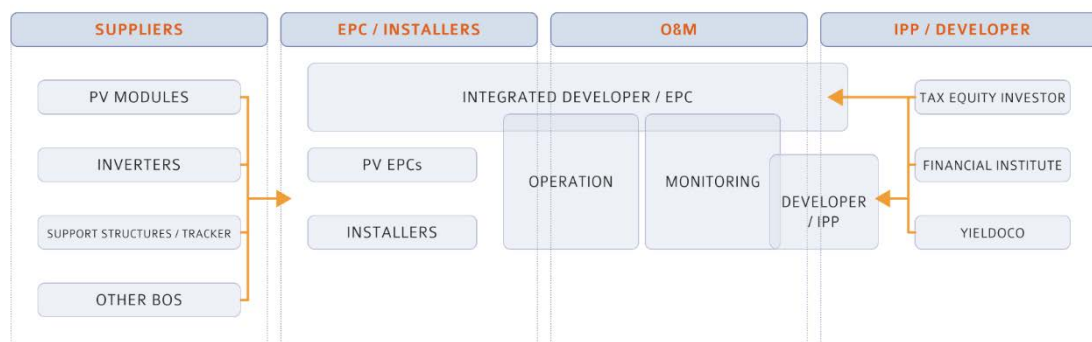 SUPPLIERS
EPC / INSTALLERS
O&M
IPP / DEVELOPER
PV MODULES
INVERTERS
SUPPORT STRUCTURES / TRACKER
OTHER BOS
INTEGRATED DEVELOPER / EPC
PV EPCs
INSTALLERS
OPERATION
MONITORING
DEVELOPER
/ IPP
TAX EQUITY INVESTOR
FINANCIAL INSTITUTE
YIELDOCO